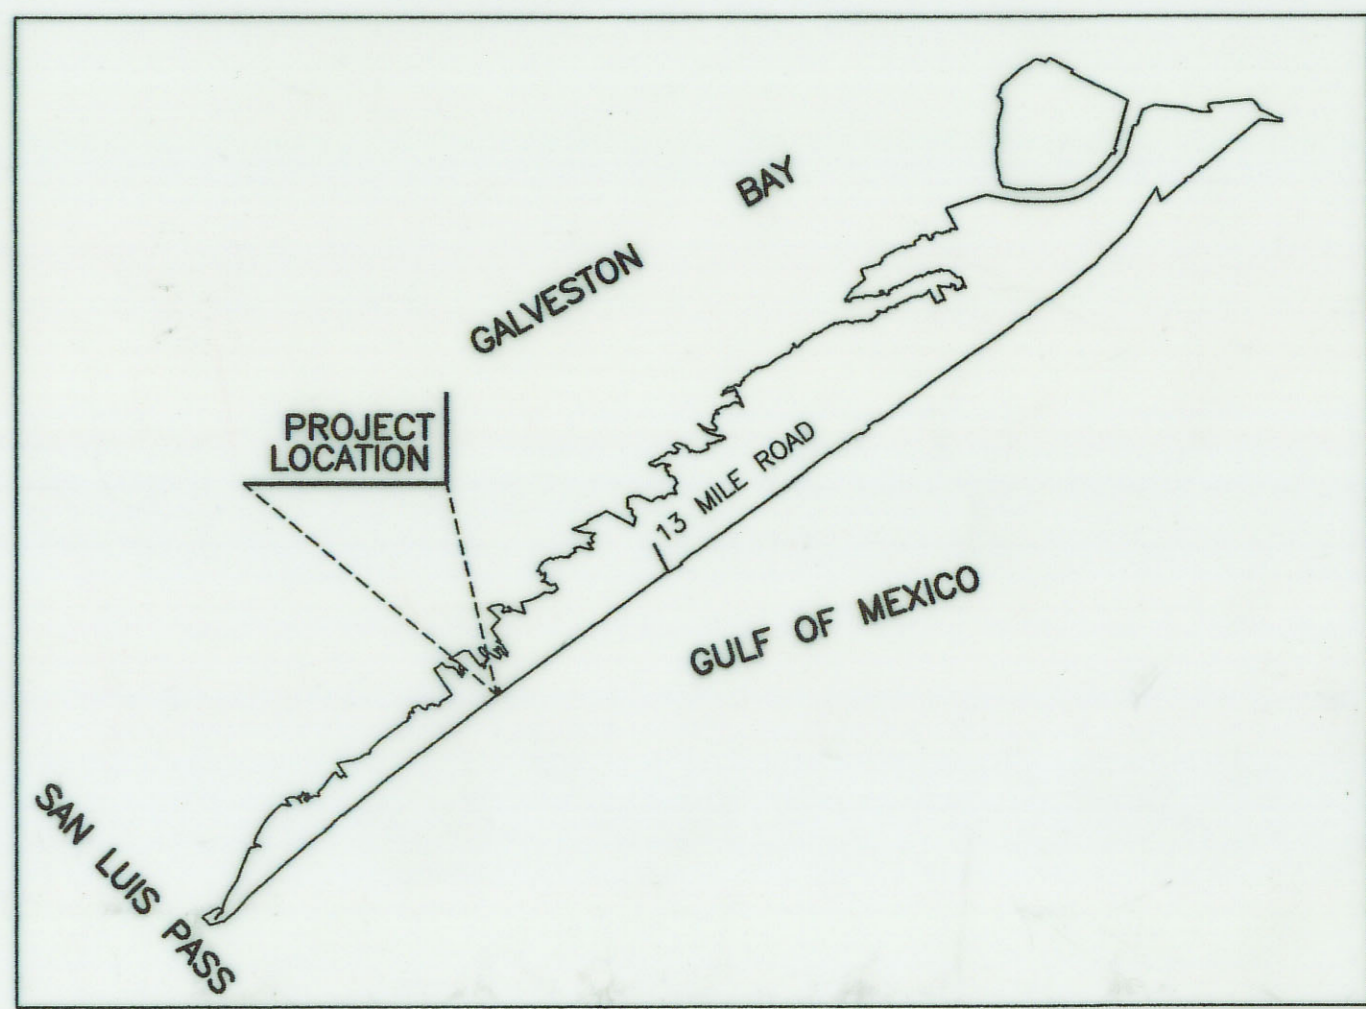 BAY
GALVESTON
PROJECT
LOCATION
13 MILE ROAD
GULF OF MEXICO
SAN LUIS PASS